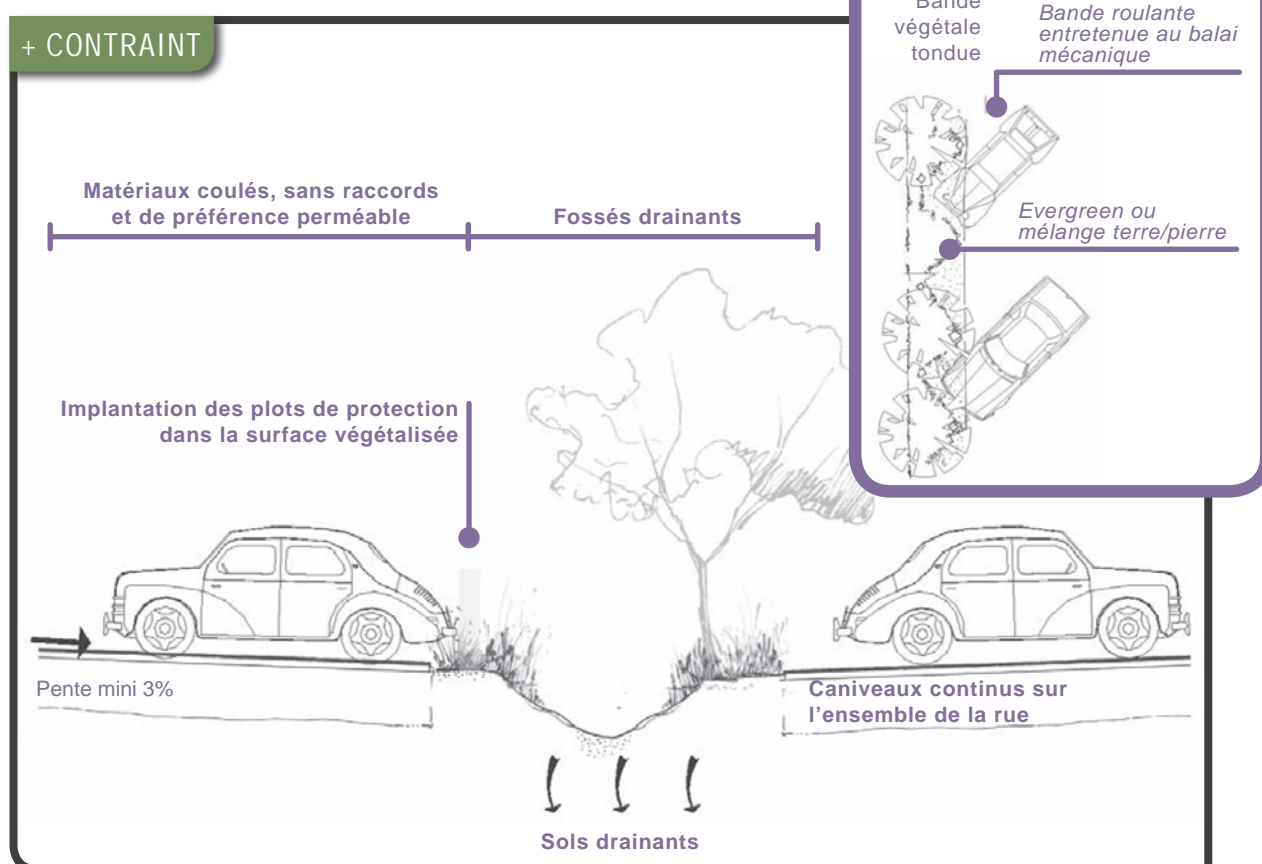 + CONTRAINT
Bande
végétale
tondue
Bande roulante
entretenue au balai
mécanique
Evergreen ou
mélange terre/pierre
Matériaux coulés, sans raccords
et de préférence perméable
Fossés drainants
Implantation des plots de protection
dans la surface végétalisée
Pente mini 3%
Caniveaux continus sur
l’ensemble de la rue
Sols drainants